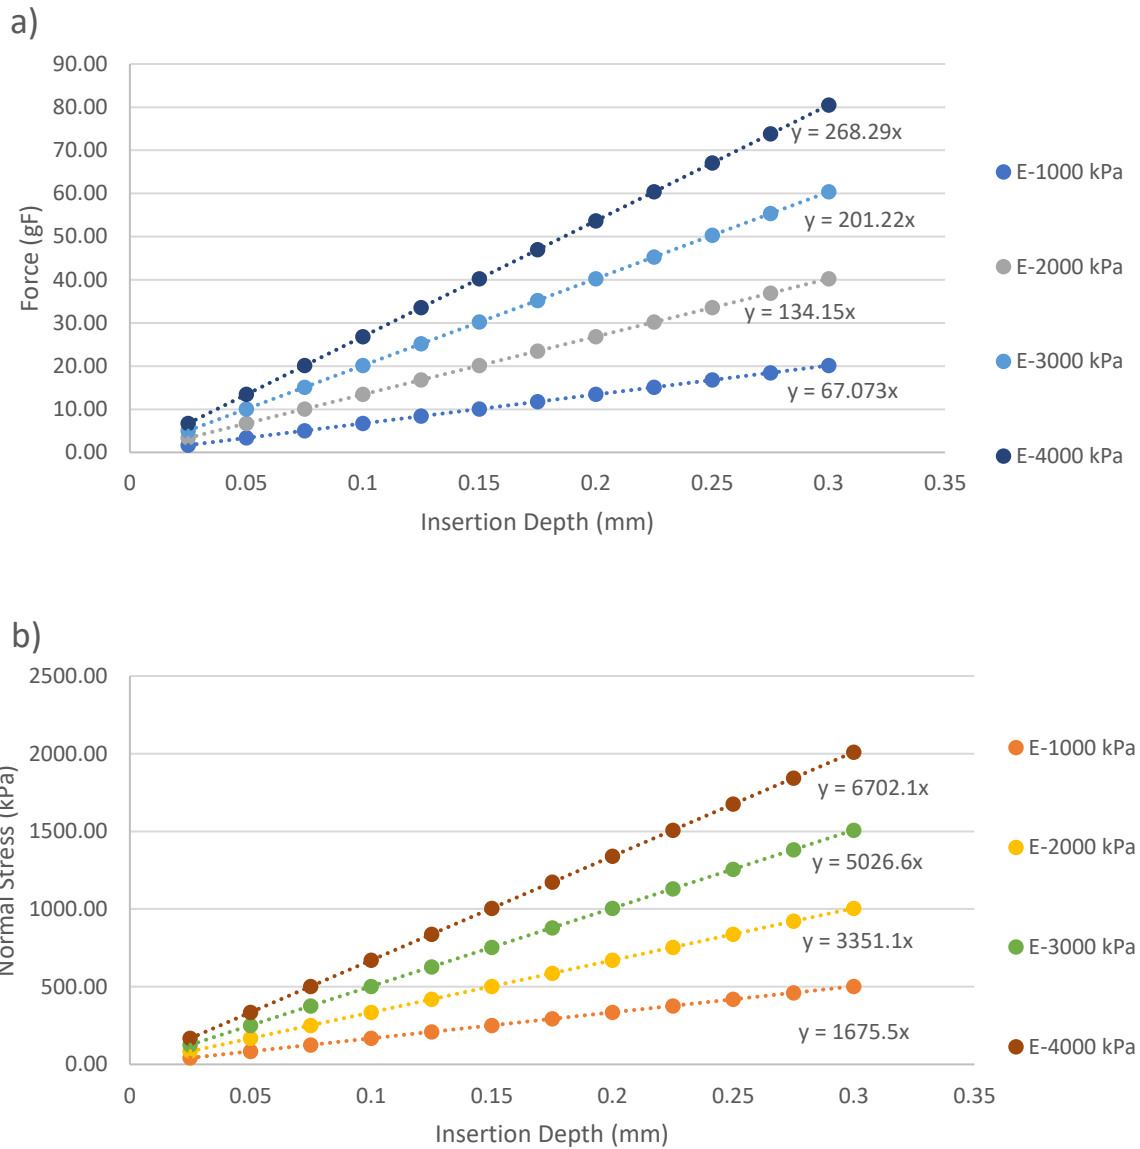 a)
90.00
80.00
70.00
60.00
50.00
40.00
30.00
20.00
10.00
0.00
Force (gF)
y = 268.29x
y = 201.22x
y = 134.15x
y = 67.073x
0 0.05 0.1 0.15 0.2 0.25 0.3 0.35
Insertion Depth (mm)
E-1000 kPa
E-2000 kPa
E-3000 kPa
E-4000 kPa
b)
2500.00
2000.00
1500.00
1000.00
500.00
0.00
Normal Stress (kPa)
y = 6702.1x
y = 5026.6x
y = 3351.1x
y = 1675.5x
0 0.05 0.1 0.15 0.2 0.25 0.3 0.35
Insertion Depth (mm)
E-1000 kPa
E-2000 kPa
E-3000 kPa
E-4000 kPa